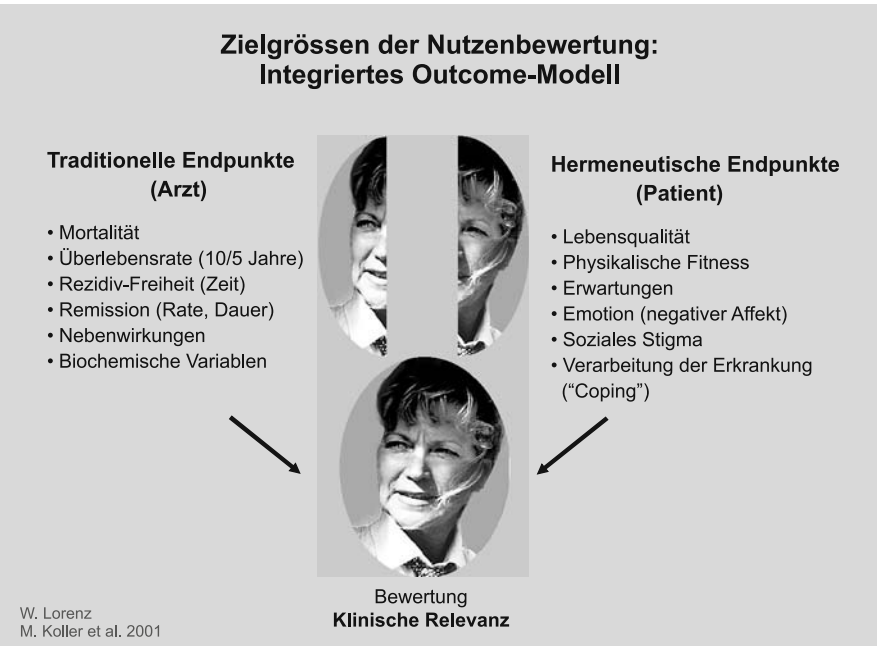 Zielgrössen der Nutzenbewertung:
Integriertes Outcome-Modell
Traditionelle Endpunkte
(Arzt)
• Mortalität
• Überlebensrate (10/5 Jahre)
• Rezidiv-Freiheit (Zeit)
• Remission (Rate, Dauer)
• Nebenwirkungen
• Biochemische Variablen
Hermeneutische Endpunkte
(Patient)
• Lebensqualität
• Physikalische Fitness
• Erwartungen
• Emotion (negativer Affekt)
• Soziales Stigma
• Verarbeitung der Erkrankung
("Coping")
Bewertung
Klinische Relevanz
W. Lorenz
M. Koller et al. 2001